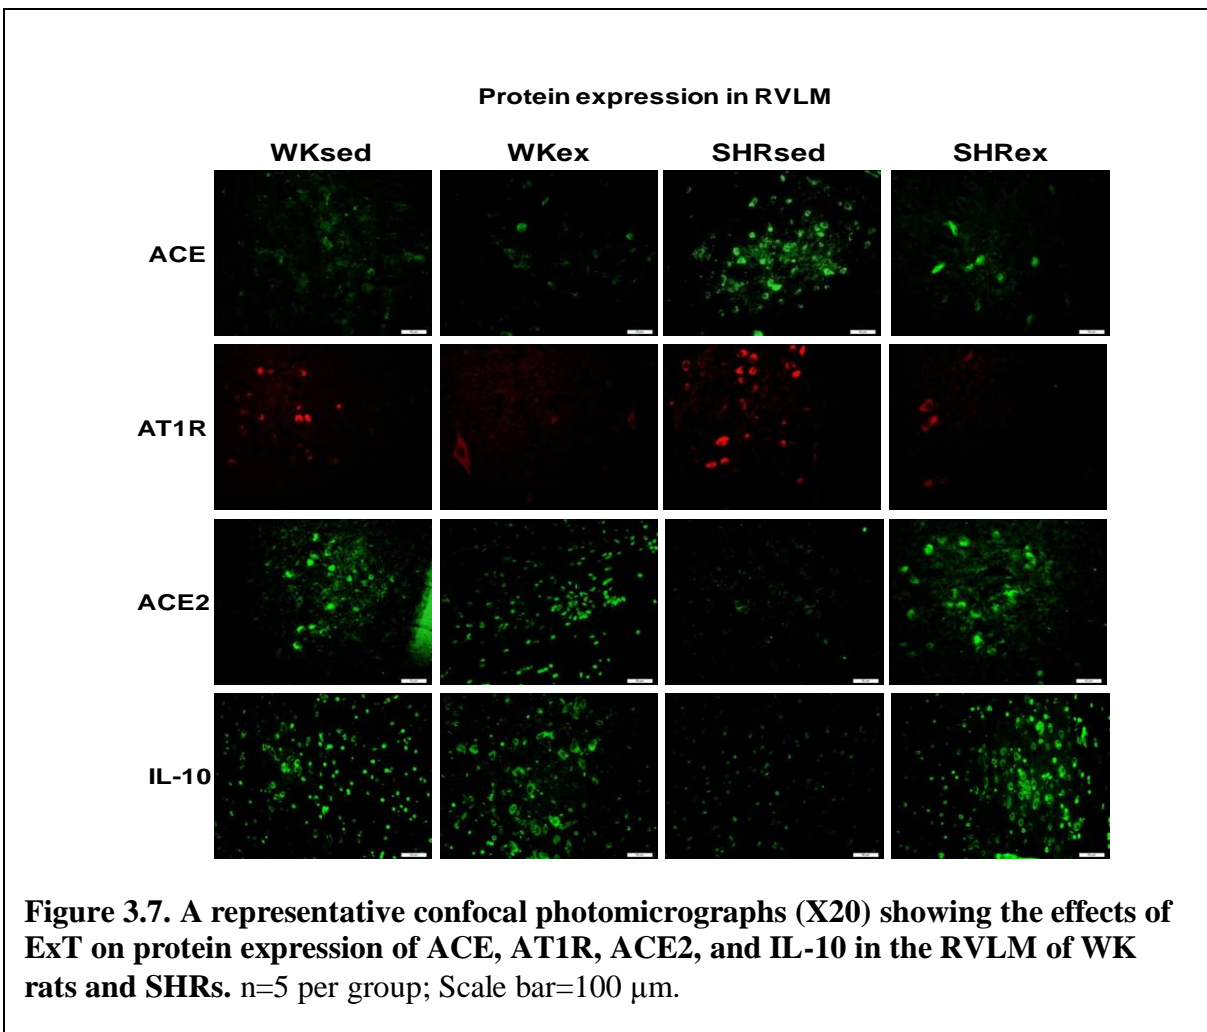 Protein expression in RVLM
WKsed WKex SHRsed SHRex
ACE
AT1R
ACE2
IL-10
Figure 3.7. A representative confocal photomicrographs (X20) showing the effects of
ExT on protein expression of ACE, AT1R, ACE2, and IL-10 in the RVLM of WK
rats and SHRs. n=5 per group; Scale bar=100 µm.